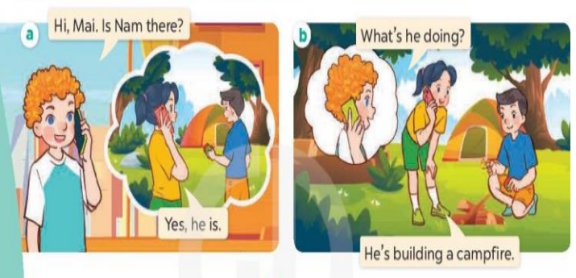 a
Hi, Mai. Is Nam there?
Yes, he is.
b
What's he doing?
He's building a campfire.